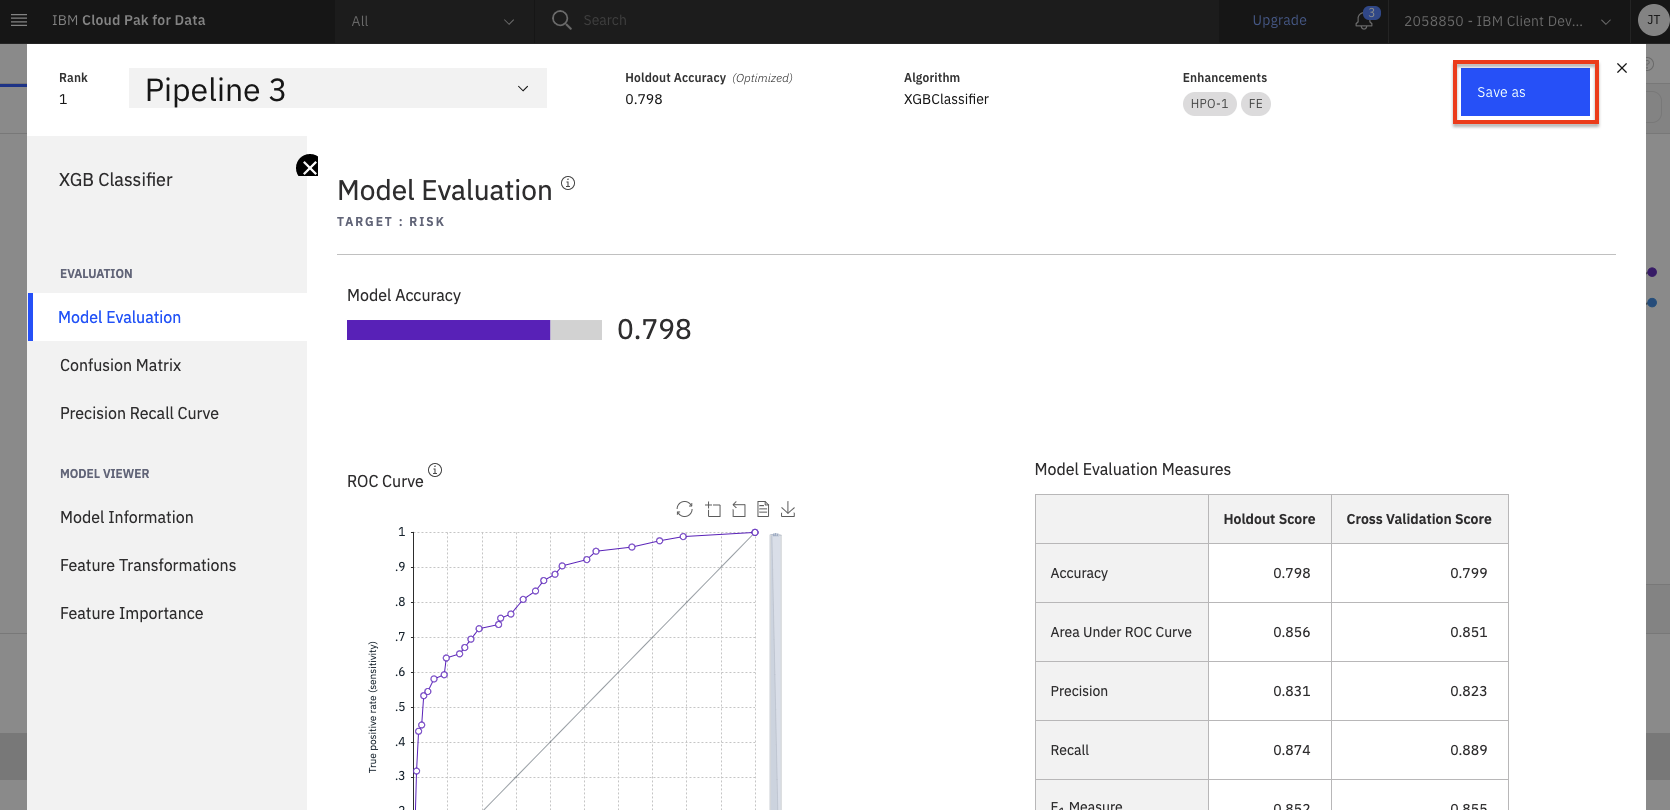 IBM Cloud Pak for Data
All
Search
Upgrade
3
2058850 - IBM Client Dev...
JT
Rank
1
Pipeline 3
Holdout Accuracy (Optimized)
0.798
Algorithm
XGBClassifier
Enhancements
HPO-1 FE
Save as
XGB Classifier
EVALUATION
Model Evaluation
Confusion Matrix
Precision Recall Curve
MODEL VIEWER
Model Information
Feature Transformations
Feature Importance
Model Evaluation
TARGET : RISK
Model Accuracy
0.798
ROC Curve
True positive rate (sensitivity)
1
.9
.8
.7
.6
.5
.4
.3
Model Evaluation Measures
Holdout Score Cross Validation Score
Accuracy 0.798 0.799
Area Under ROC Curve 0.856 0.851
Precision 0.831 0.823
Recall 0.874 0.889
F1 Measure 0.852 0.855